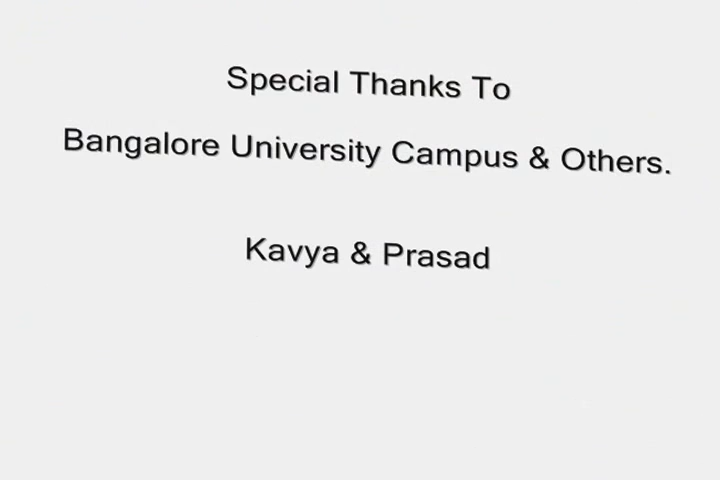 Special Thanks To
Bangalore University Campus & Others.
Kavya & Prasad